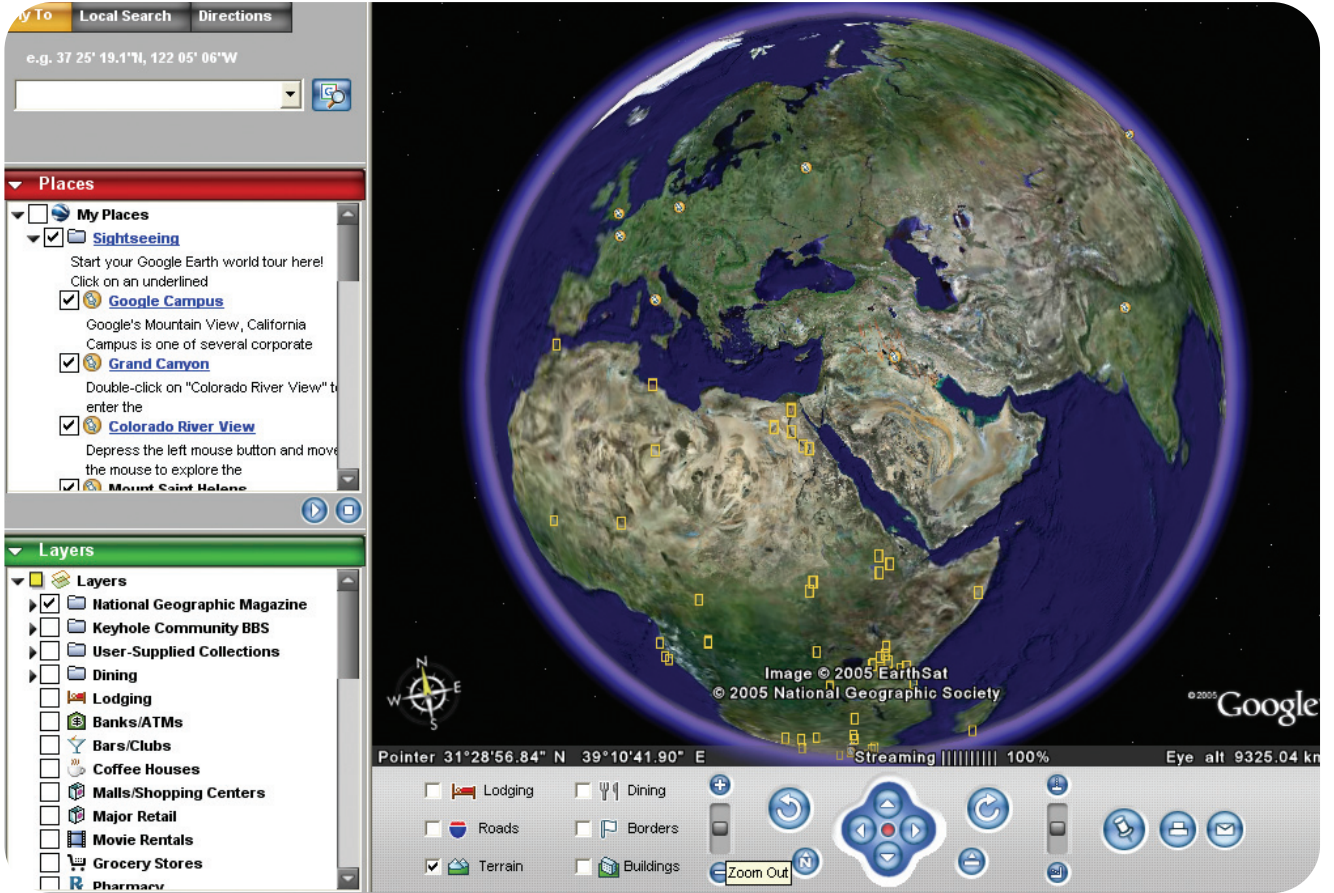 y To
Local Search
Directions
e.g. 37 25' 19.1"N, 122 05' 06"W
Places
My Places
Sightseeing
Start your Google Earth world tour here!
Click on an underlined
Google Campus
Google's Mountain View, California
Campus is one of several corporate
Grand Canyon
Double-click on "Colorado River View" to
enter the
Colorado River View
Depress the left mouse button and move
the mouse to explore the
Mount Saint Helens
Layers
Layers
National Geographic Magazine
Keyhole Community BBS
User-Supplied Collections
Dining
Lodging
Banks/ATMs
Bars/Clubs
Coffee Houses
Malls/Shopping Centers
Major Retail
Movie Rentals
Grocery Stores
Pharmacy
N
W E
S
Image © 2005 EarthSat
© 2005 National Geographic Society
© 2005 Google
Pointer 31°28'56.84" N 39°10'41.90" E
Streaming |||||||||| 100%
Eye alt 9325.04 km
Lodging
Dining
Roads
Borders
Terrain
Buildings
Zoom Out
N